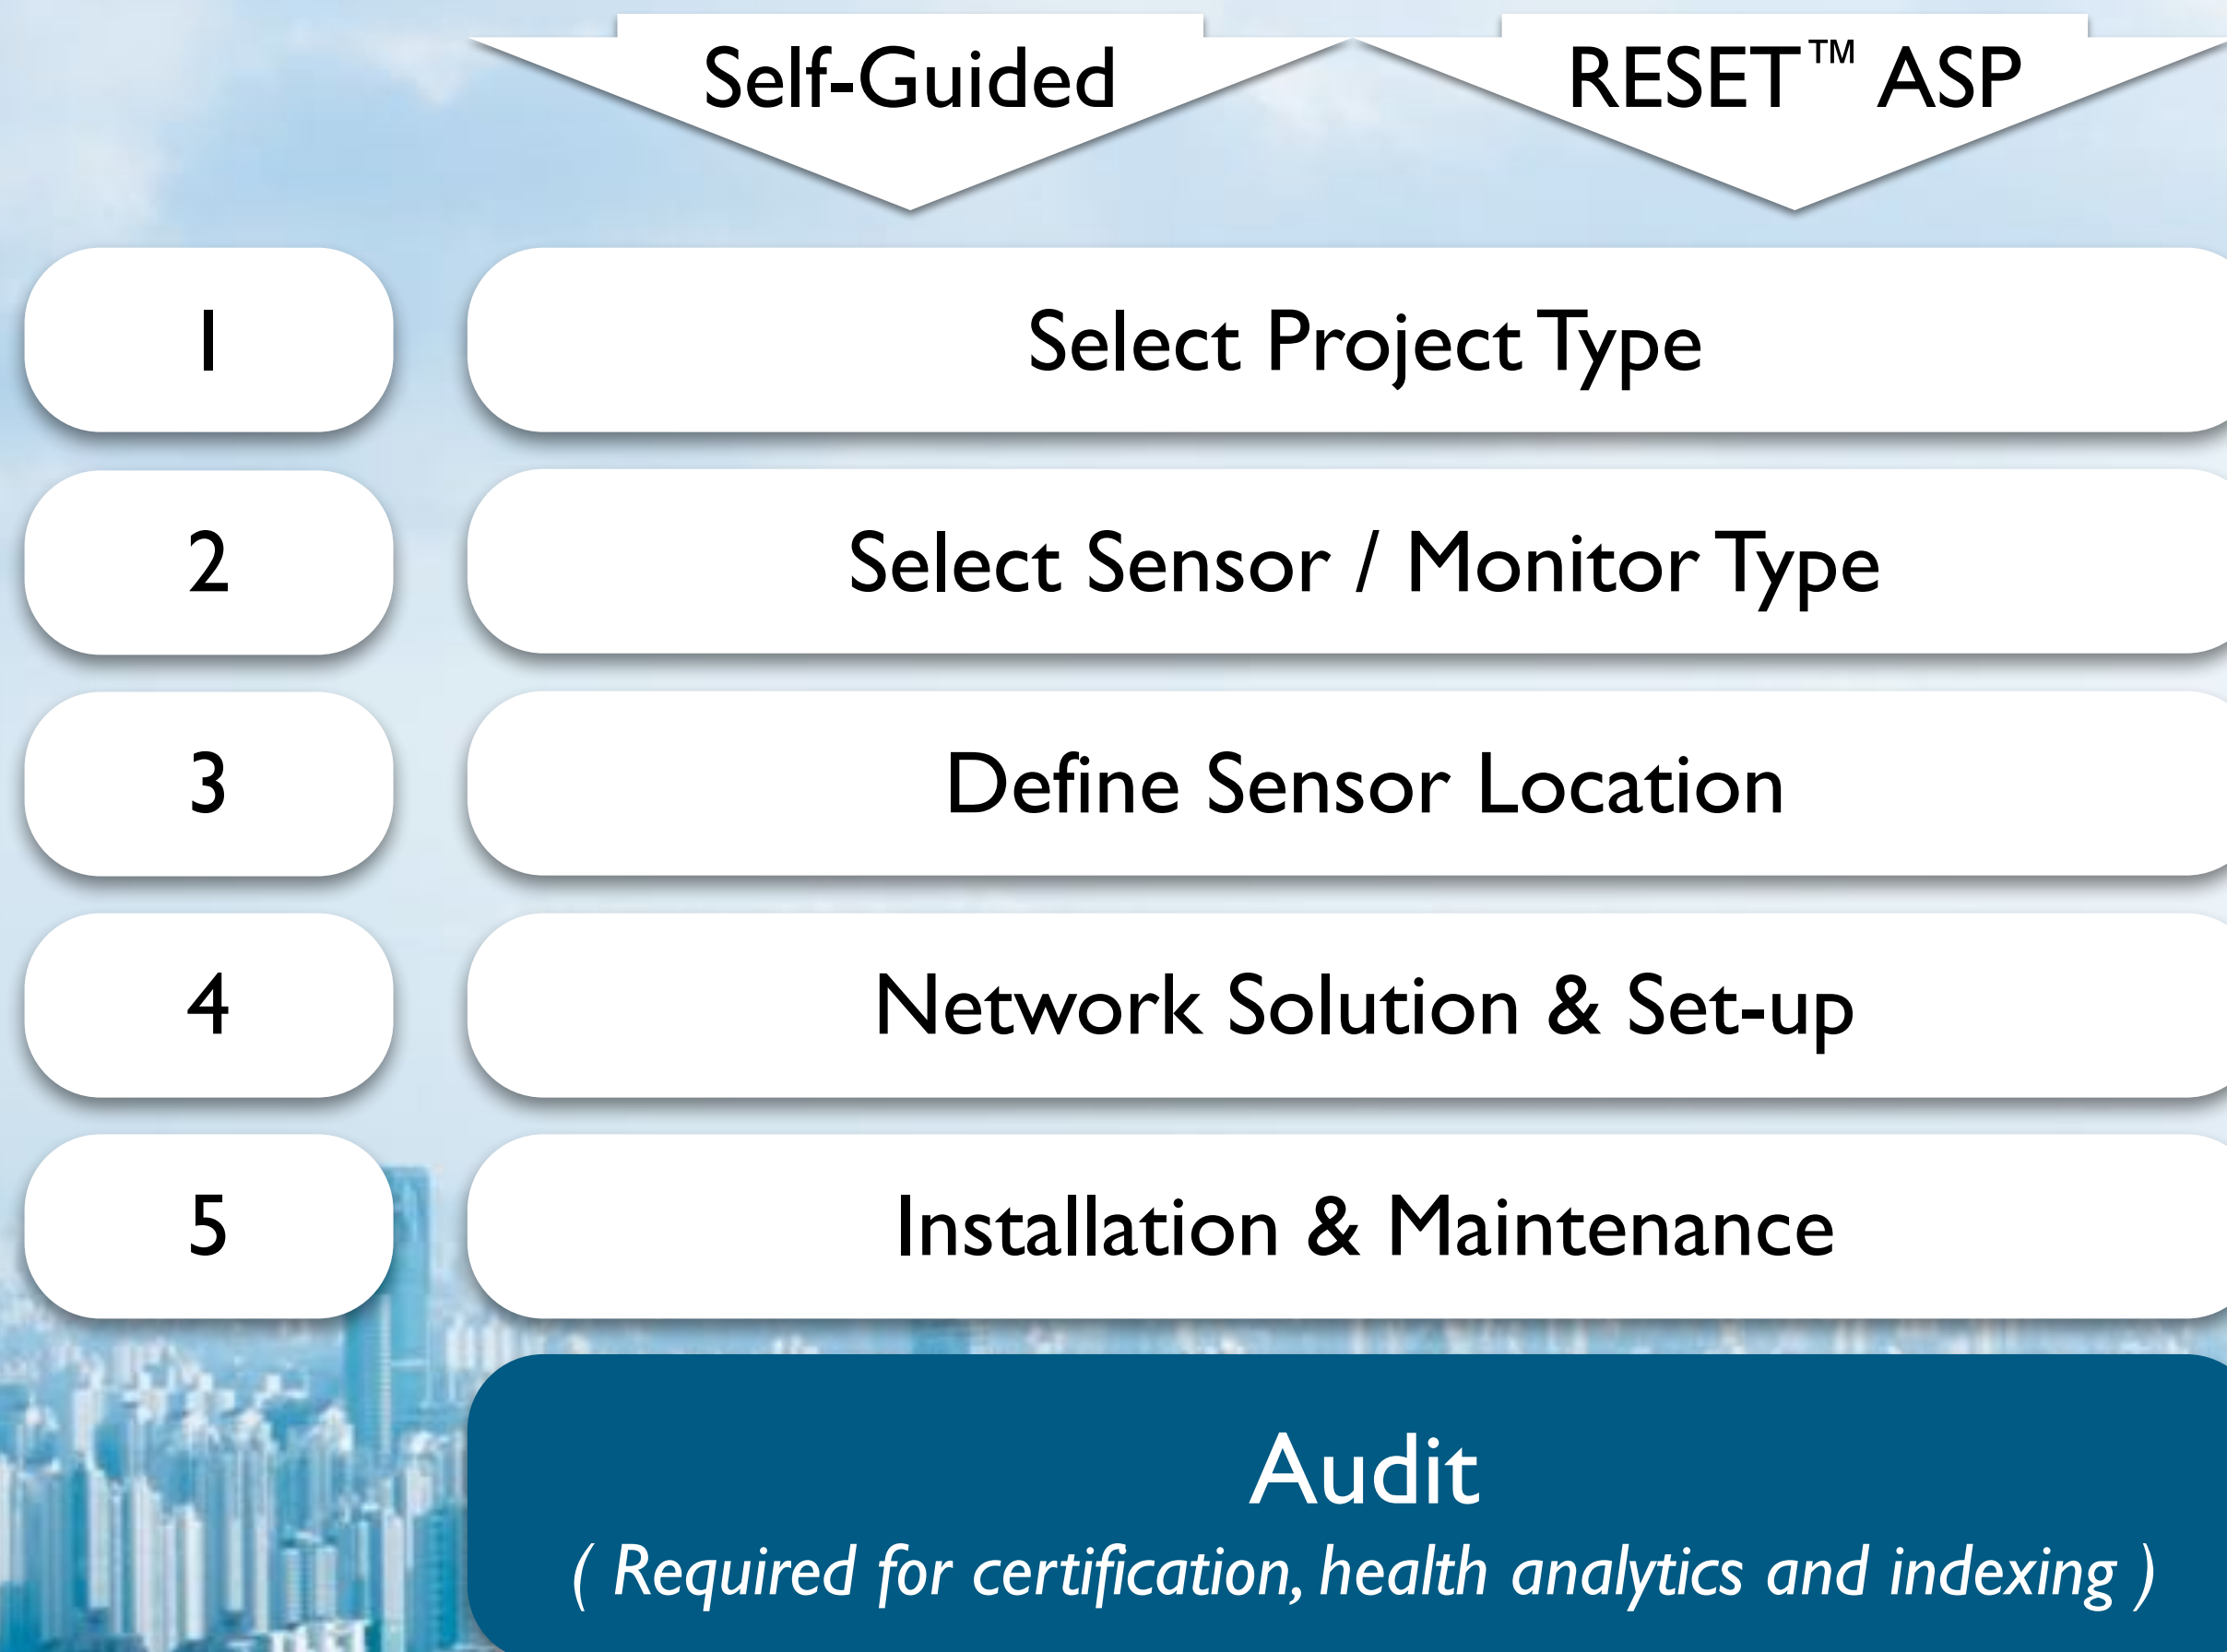 Self-Guided
RESET™ ASP
1
Select Project Type
2
Select Sensor / Monitor Type
3
Define Sensor Location
4
Network Solution & Set-up
5
Installation & Maintenance
Audit
( Required for certification, health analytics and indexing )